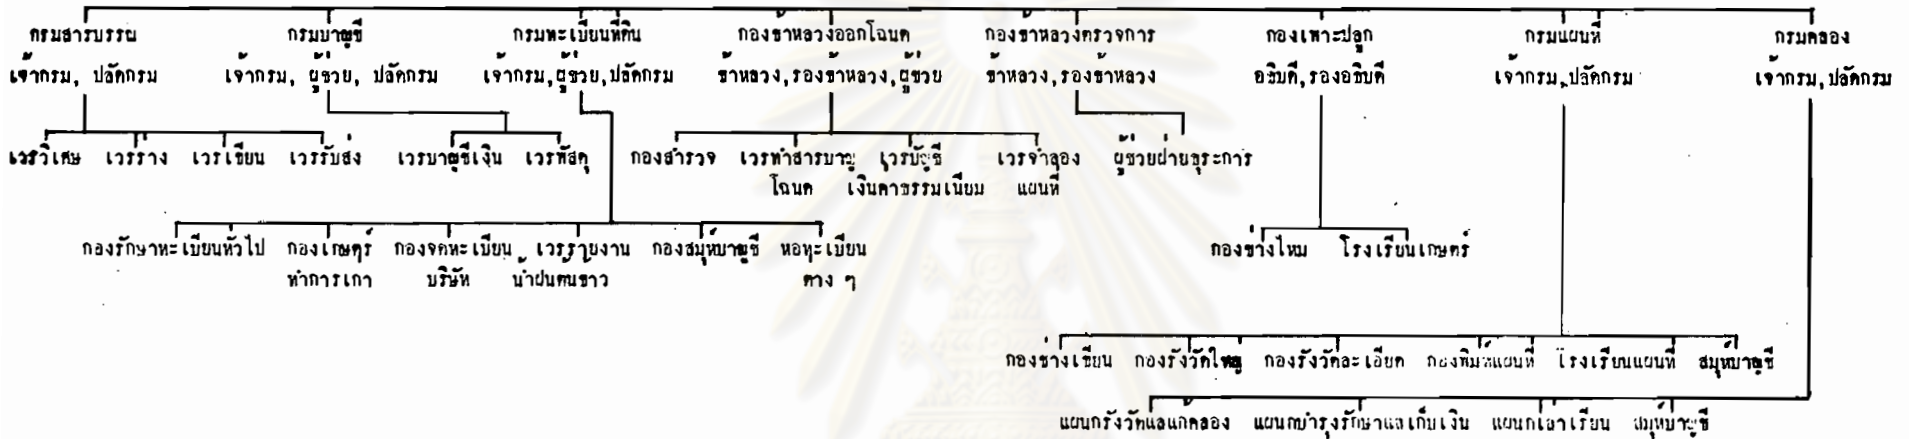 กรมสารบรรณ กรมบาญชี กรมทะเบียนที่ดิน กองข้าหลวงออกโฉนด กองข้าหลวงตรวจการ กองเพาะปลูก กรมแผนที่ กรมคลอง
เจ้ากรม, ปลัดกรม เจ้ากรม, ผู้ช่วย, ปลัดกรม เจ้ากรม,ผู้ช่วย,ปลัดกรม ข้าหลวง,รองข้าหลวง,ผู้ช่วย ข้าหลวง,รองข้าหลวง อธิบดี,รองอธิบดี เจ้ากรม,ปลัดกรม เจ้ากรม,ปลัดกรม
เวรวิเศษ เวรร่าง เวรเขียน เวรรับส่ง เวรบาญชีเงิน เวรพัสดุ กองสำรวจ เวรทำสารบาญ เวรบัญชี เวรจำลอง ผู้ช่วยฝ่ายธุระการ
โฉนด เงินค่าธรรมเนียม แผนที่
กองรักษาทะเบียนทั่วไป กองเกษตร์ กองจดทะเบียน เวรรายงาน กองสมุห์บาญชี หอทะเบียน กองช่างไหม โรงเรียนเกษตร์
ทำการเก่า บริษัท น้ำฝนต้นข้าว ต่าง ๆ
กองช่างเขียน กองรังวัดใหญ่ กองรังวัดละเอียด กองพิมพ์แผนที่ โรงเรียนแผนที่ สมุห์บาญชี
แผนกรังวัดแลแก้คลอง แผนกบำรุงรักษาแลเก็บเงิน แผนกเล่าเรียน สมุห์บาญชี